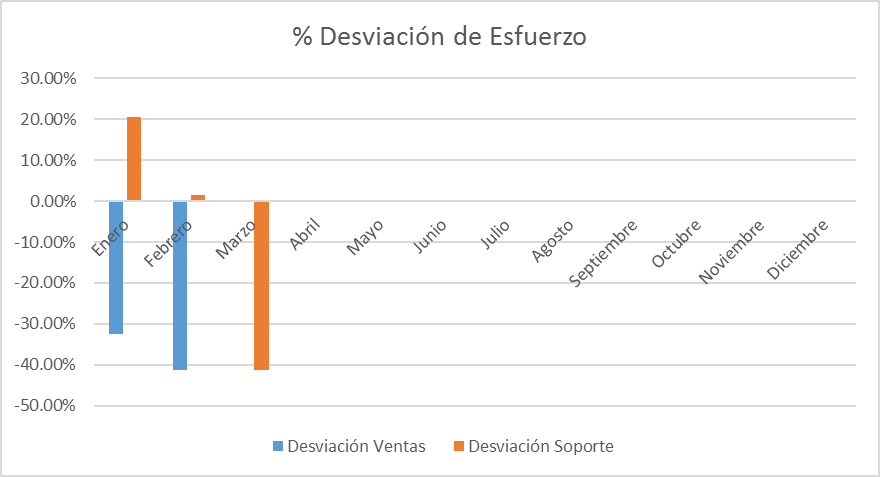 % Desviación de Esfuerzo
30.00%
20.00%
10.00%
0.00%
-10.00%
-20.00%
-30.00%
-40.00%
-50.00%
Enero
Febrero
Marzo
Abril
Mayo
Junio
Julio
Agosto
Septiembre
Octubre
Noviembre
Diciembre
Desviación Ventas
Desviación Soporte